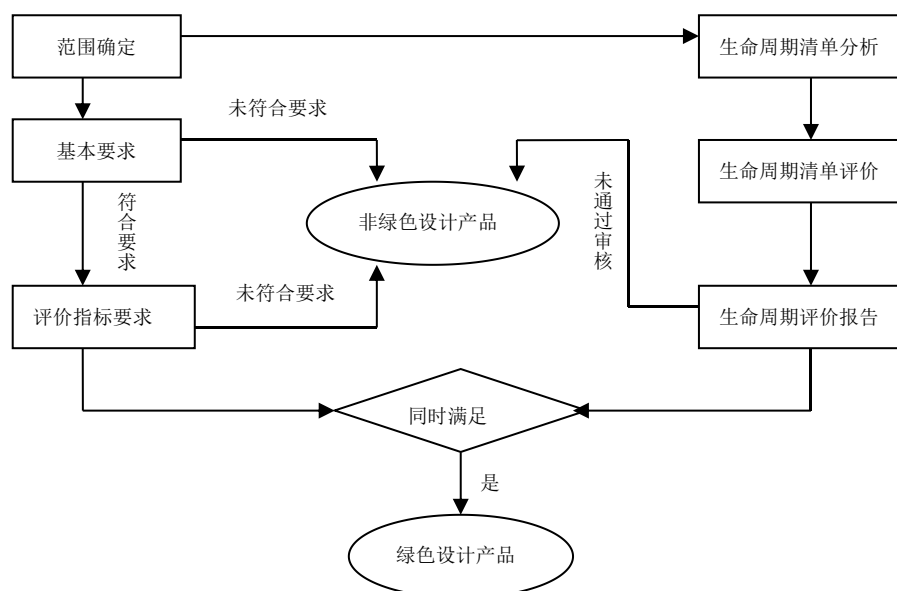 范围确定
生命周期清单分析
未符合要求
基本要求
生命周期清单评价
符合要求
非绿色设计产品
未通过审核
未符合要求
评价指标要求
生命周期评价报告
同时满足
是
绿色设计产品